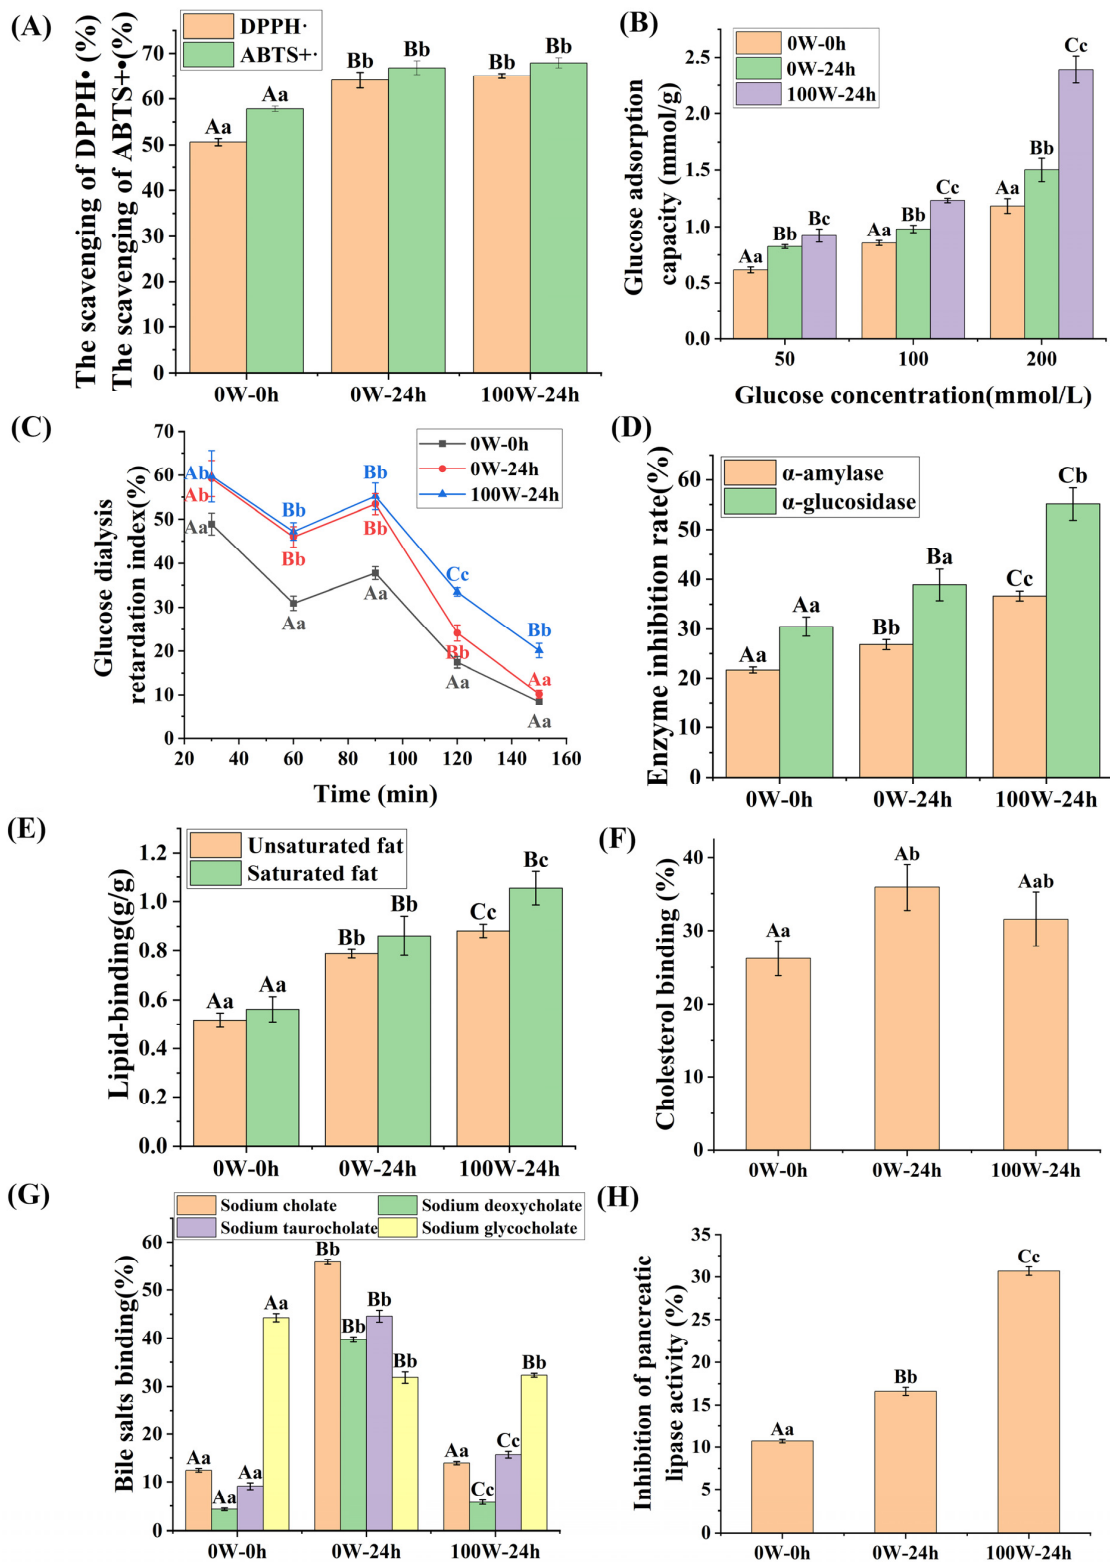 (A)
DPPH·
ABTS+·
The scavenging of DPPH• (%)
The scavenging of ABTS+•(%)
70
60
50
40
30
20
10
0
Aa
Aa
Bb
Bb
Bb
Bb
0W-0h
0W-24h
100W-24h
(B)
0W-0h
0W-24h
100W-24h
Glucose adsorption
capacity (mmol/g)
2.5
2.0
1.5
1.0
0.5
0.0
Aa
Bb
Bc
Aa
Bb
Cc
Aa
Bb
Cc
50
100
200
Glucose concentration(mmol/L)
(C)
0W-0h
0W-24h
100W-24h
Glucose dialysis
retardation index(%)
70
60
50
40
30
20
10
0
Ab
Ab
Aa
Bb
Bb
Aa
Bb
Bb
Aa
Cc
Bb
Aa
Bb
Aa
Aa
20
40
60
80
100
120
140
160
Time (min)
(D)
α-amylase
α-glucosidase
Enzyme inhibition rate(%)
60
50
40
30
20
10
0
Aa
Aa
Bb
Ba
Cc
Cb
0W-0h
0W-24h
100W-24h
(E)
Unsaturated fat
Saturated fat
Lipid-binding(g/g)
1.2
1.0
0.8
0.6
0.4
0.2
0.0
Aa
Aa
Bb
Bb
Cc
Bc
0W-0h
0W-24h
100W-24h
(F)
Cholesterol binding (%)
40
30
20
10
0
Aa
Ab
Aab
0W-0h
0W-24h
100W-24h
(G)
Sodium cholate
Sodium deoxycholate
Sodium taurocholate
Sodium glycocholate
Bile salts binding(%)
60
50
40
30
20
10
0
Aa
Aa
Aa
Aa
Bb
Bb
Bb
Bb
Aa
Cc
Cc
Bb
0W-0h
0W-24h
100W-24h
(H)
Inhibition of pancreatic
lipase activity (%)
35
30
25
20
15
10
5
0
Aa
Bb
Cc
0W-0h
0W-24h
100W-24h